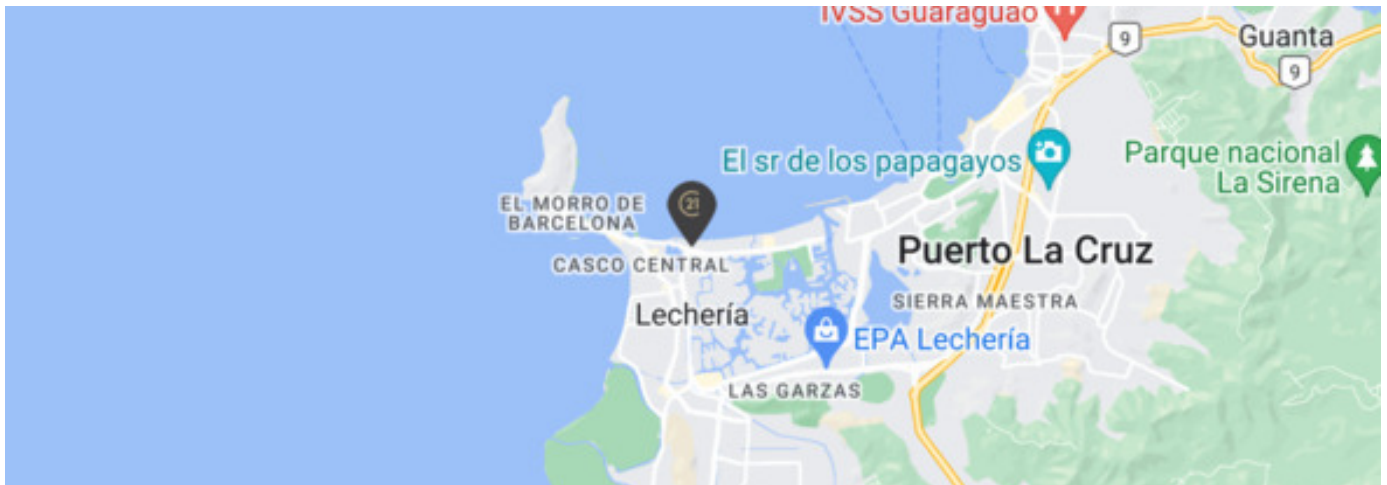 IVSS Guaraguao
9
Guanta
9
El sr de los papagayos
Parque nacional
La Sirena
EL MORRO DE
BARCELONA
21
CASCO CENTRAL
Puerto La Cruz
SIERRA MAESTRA
Lechería
EPA Lechería
LAS GARZAS